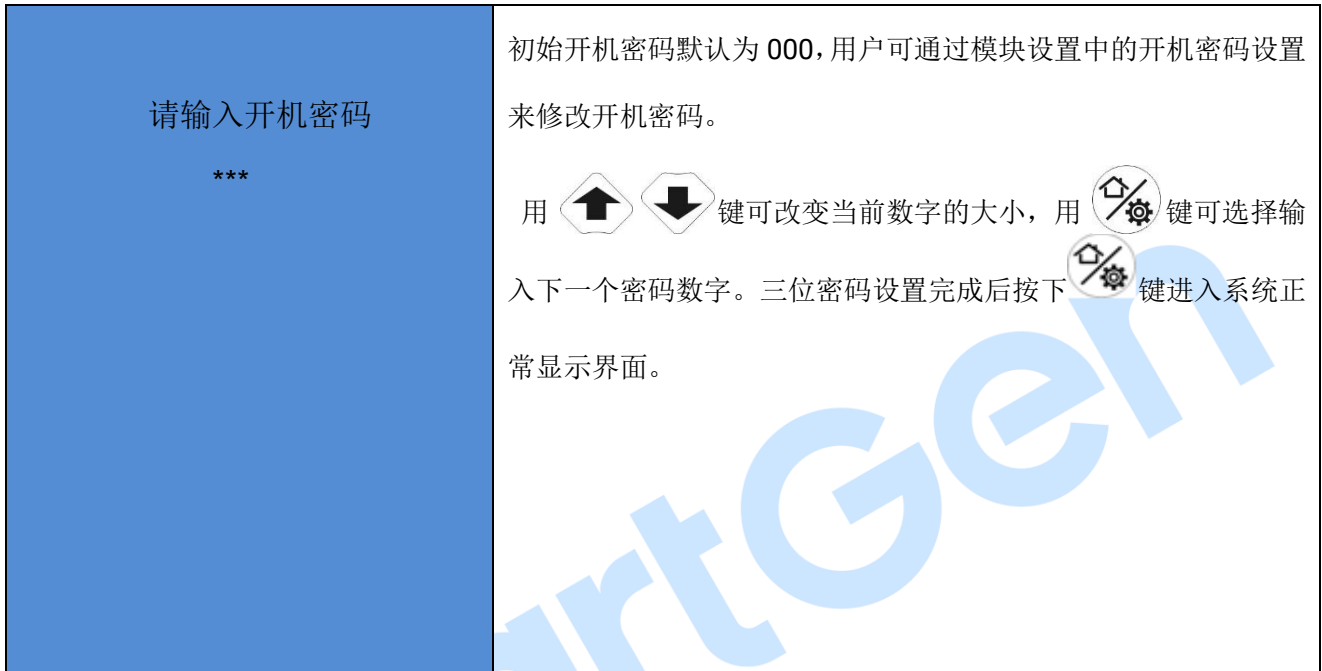 请输入开机密码
***
初始开机密码默认为 000，用户可通过模块设置中的开机密码设置
来修改开机密码。
用 键可改变当前数字的大小，用 键可选择输
入下一个密码数字。三位密码设置完成后按下 键进入系统正
常显示界面。
artGen